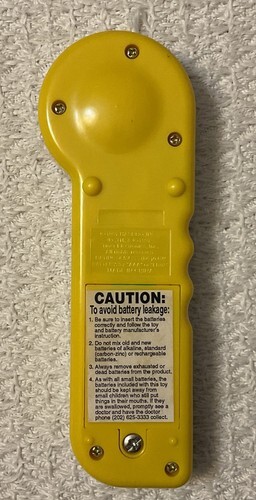 CAUTION:
To avoid battery leakage:
1. Be sure to insert the batteries
correctly and follow the toy
and battery manufacturer's
instruction.
2. Do not mix old and new
batteries of alkaline, standard
(carbon-zinc) or rechargeable
batteries.
3. Always remove exhausted or
dead batteries from the product.
4. As with all small batteries, the
batteries included with this toy
should be kept away from
small children who still put
things in their mouths. If they
are swallowed, promptly see a
doctor and have the doctor
phone (202) 625-3333 collect.